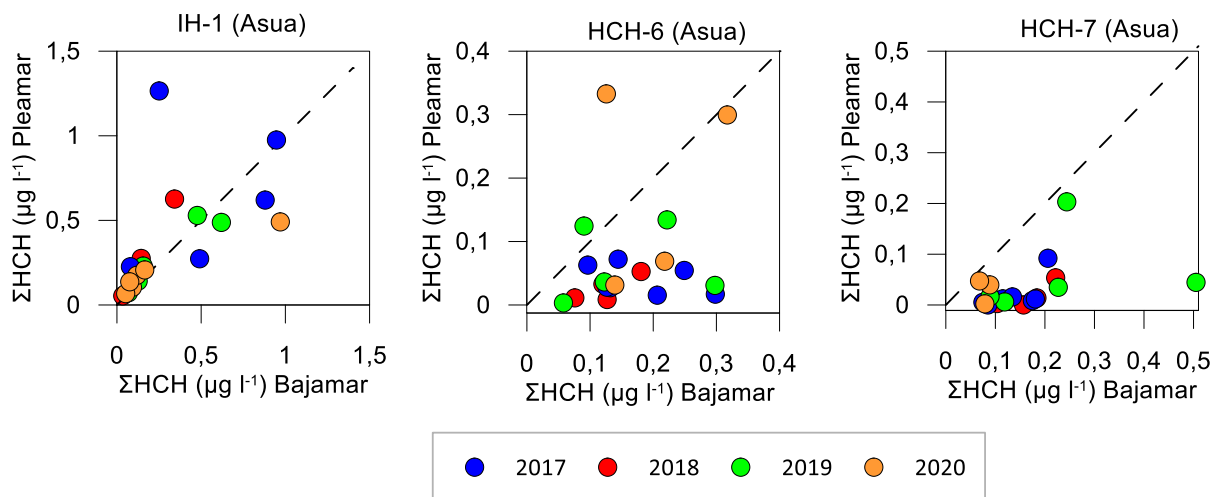 IH-1 (Asua)
1,5
1
0,5
0
ΣHCH (µg l⁻¹) Pleamar
0 0,5 1 1,5
ΣHCH (µg l⁻¹) Bajamar
HCH-6 (Asua)
0,4
0,3
0,2
0,1
0
ΣHCH (µg l⁻¹) Pleamar
0 0,1 0,2 0,3 0,4
ΣHCH (µg l⁻¹) Bajamar
HCH-7 (Asua)
0,5
0,4
0,3
0,2
0,1
0
ΣHCH (µg l⁻¹) Pleamar
0 0,1 0,2 0,3 0,4 0,5
ΣHCH (µg l⁻¹) Bajamar
2017 2018 2019 2020